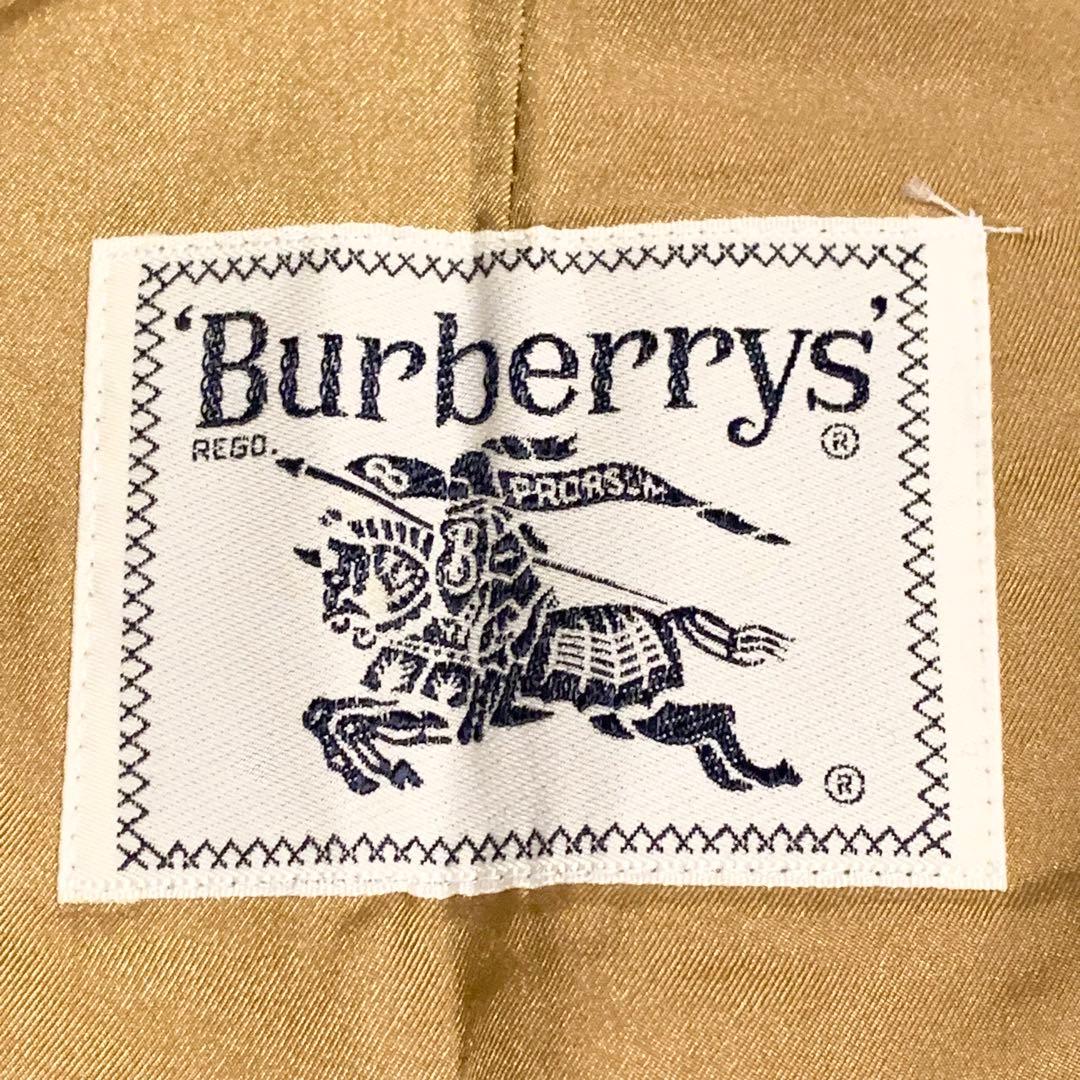 ‘Burberrys’
REGD. ®
PRORSUM
B
®